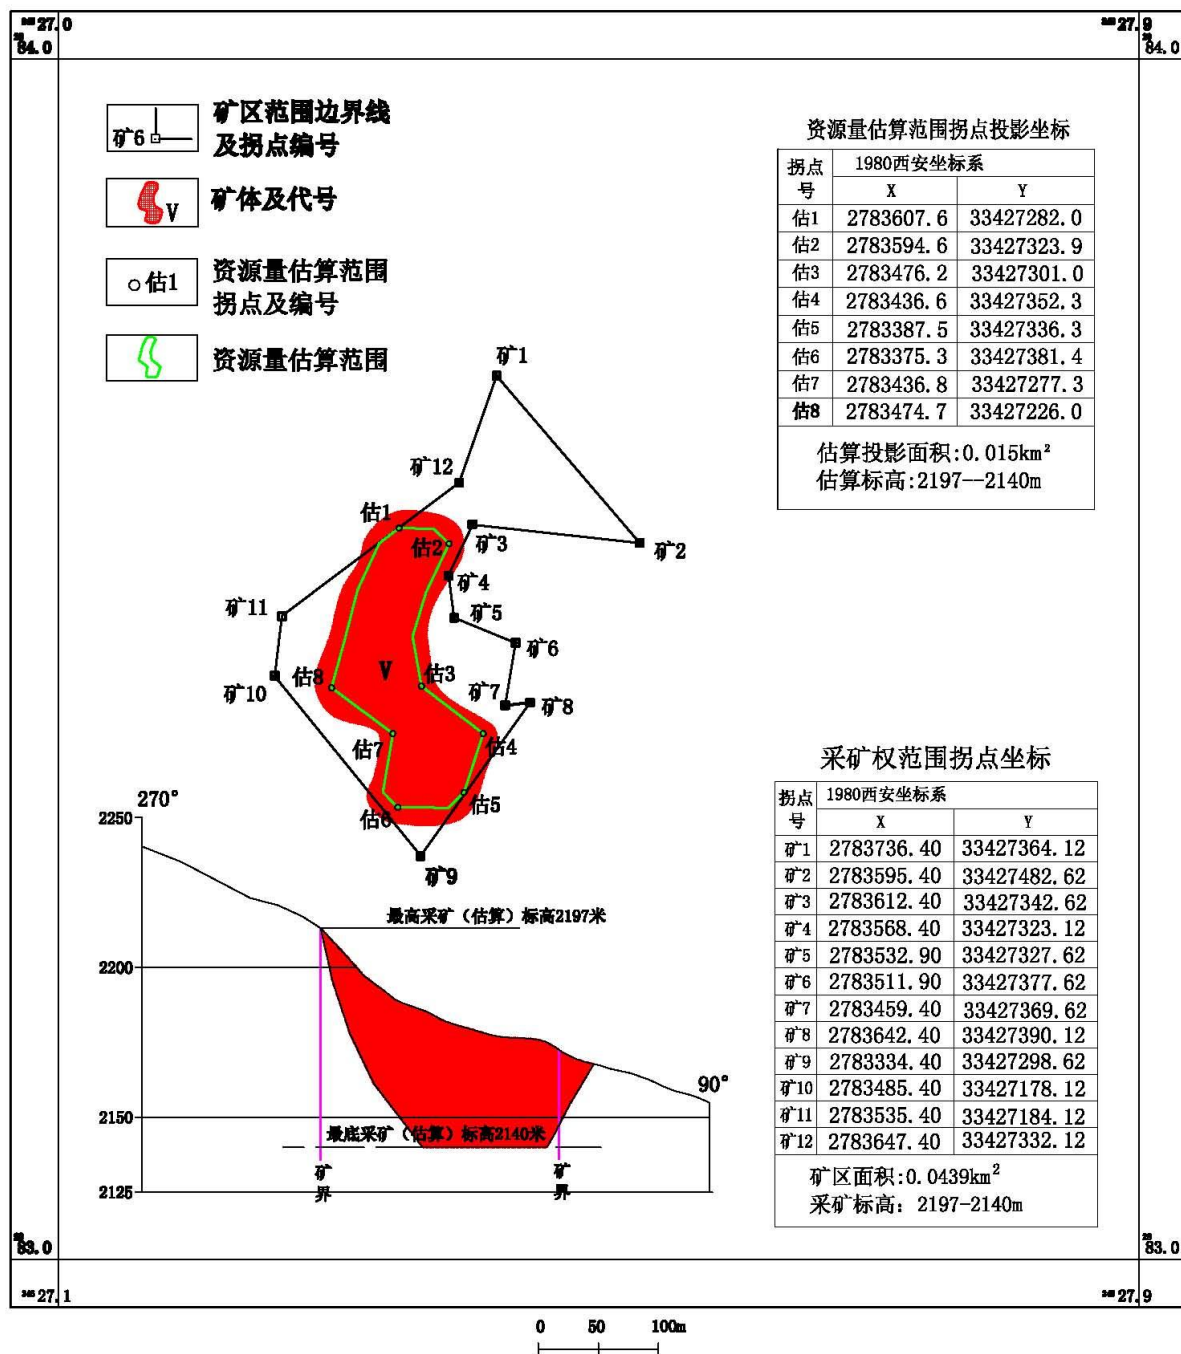 27.0
27.9
84.0
84.0
矿6
矿区范围边界线
及拐点编号
V
矿体及代号
估1
资源量估算范围
拐点及编号
资源量估算范围
资源量估算范围拐点投影坐标
拐点号 1980西安坐标系
X Y
估1 2783607.6 33427282.0
估2 2783594.6 33427323.9
估3 2783476.2 33427301.0
估4 2783436.6 33427352.3
估5 2783387.5 33427336.3
估6 2783375.3 33427381.4
估7 2783436.8 33427277.3
估8 2783474.7 33427226.0
估算投影面积:0.015km²
估算标高:2197--2140m
矿1
矿12
估1
估2
矿3
矿2
矿4
矿11
矿5
矿6
估8
V
估3
矿10
矿7
矿8
估7
估4
估6
估5
矿9
270°
2250
最高采矿（估算）标高2197米
2200
90°
2150
最底采矿（估算）标高2140米
矿界
矿界
2125
采矿权范围拐点坐标
拐点号 1980西安坐标系
X Y
矿1 2783736.40 33427364.12
矿2 2783595.40 33427482.62
矿3 2783612.40 33427342.62
矿4 2783568.40 33427323.12
矿5 2783532.90 33427327.62
矿6 2783511.90 33427377.62
矿7 2783459.40 33427369.62
矿8 2783642.40 33427390.12
矿9 2783334.40 33427298.62
矿10 2783485.40 33427178.12
矿11 2783535.40 33427184.12
矿12 2783647.40 33427332.12
矿区面积:0.0439km²
采矿标高：2197-2140m
83.0
83.0
27.1
27.9
0 50 100m